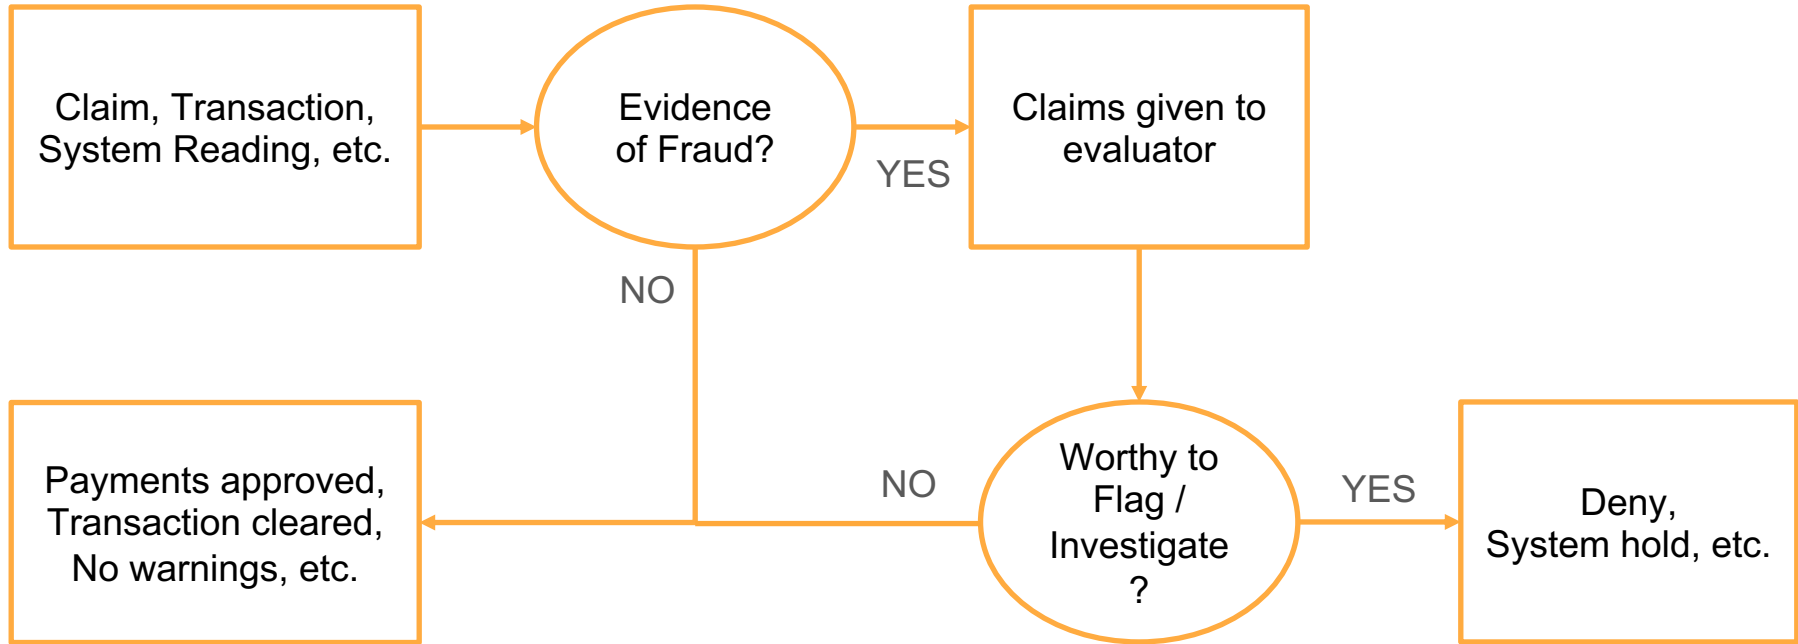 Claim, Transaction,
System Reading, etc.
Evidence
of Fraud?
YES
Claims given to
evaluator
NO
Payments approved,
Transaction cleared,
No warnings, etc.
NO
Worthy to
Flag /
Investigate
?
YES
Deny,
System hold, etc.